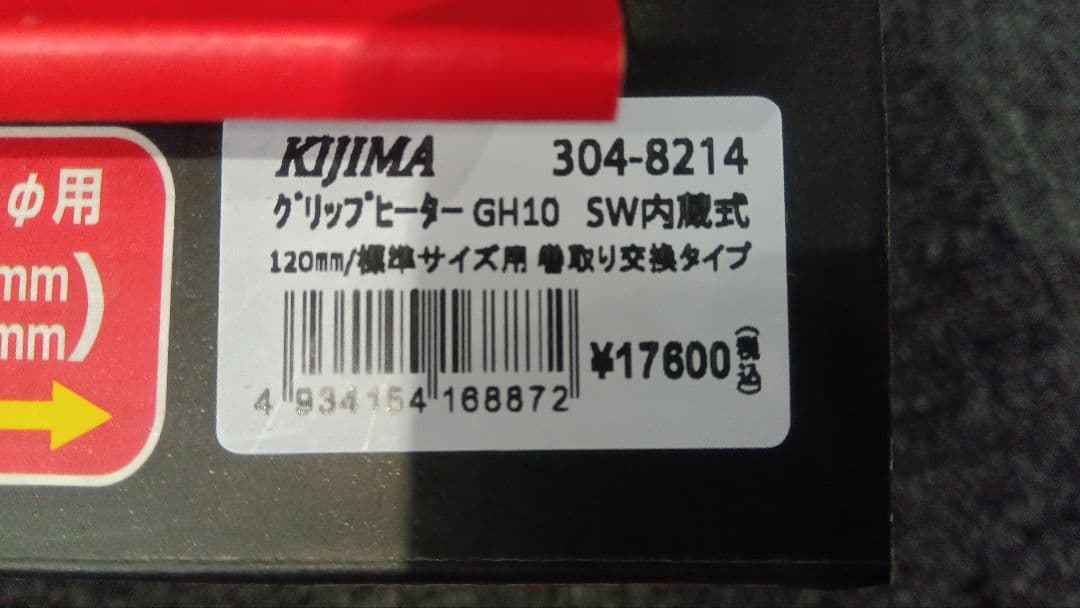 φ用
mm
mm)
KIJIMA 304-8214
グリップヒーター GH10 SW内蔵式
120mm/標準サイズ用 巻取り交換タイプ
¥17600(税込)
4 934154 168872